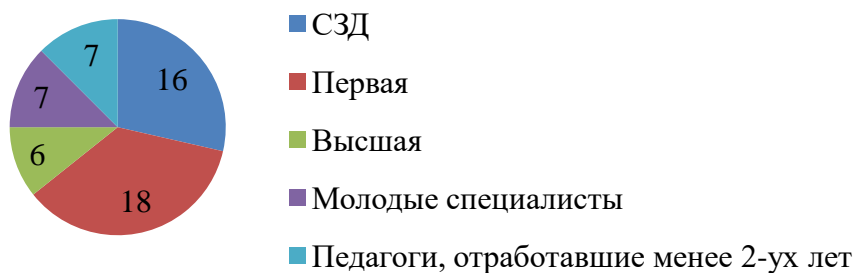 16
18
6
7
7
СЗД
Первая
Высшая
Молодые специалисты
Педагоги, отработавшие менее 2-ух лет